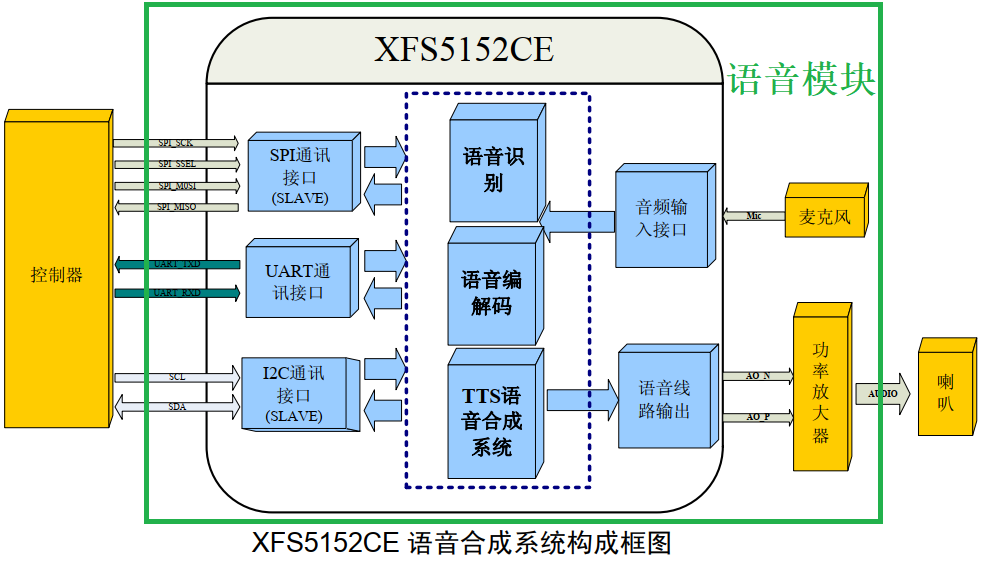 XFS5152CE
语音模块
控制器
SPI_SCK
SPI_SSEL
SPI_MOSI
SPI_MISO
SPI通讯
接口
(SLAVE)
UART_TXD
UART_RXD
UART通
讯接口
SCL
SDA
I2C通讯
接口
(SLAVE)
语音识
别
语音编
解码
TTS语
音合成
系统
音频输
入接口
Mic
麦克风
语音线
路输出
AO_N
AO_P
功
率
放
大
器
AUDIO
喇
叭
XFS5152CE 语音合成系统构成框图